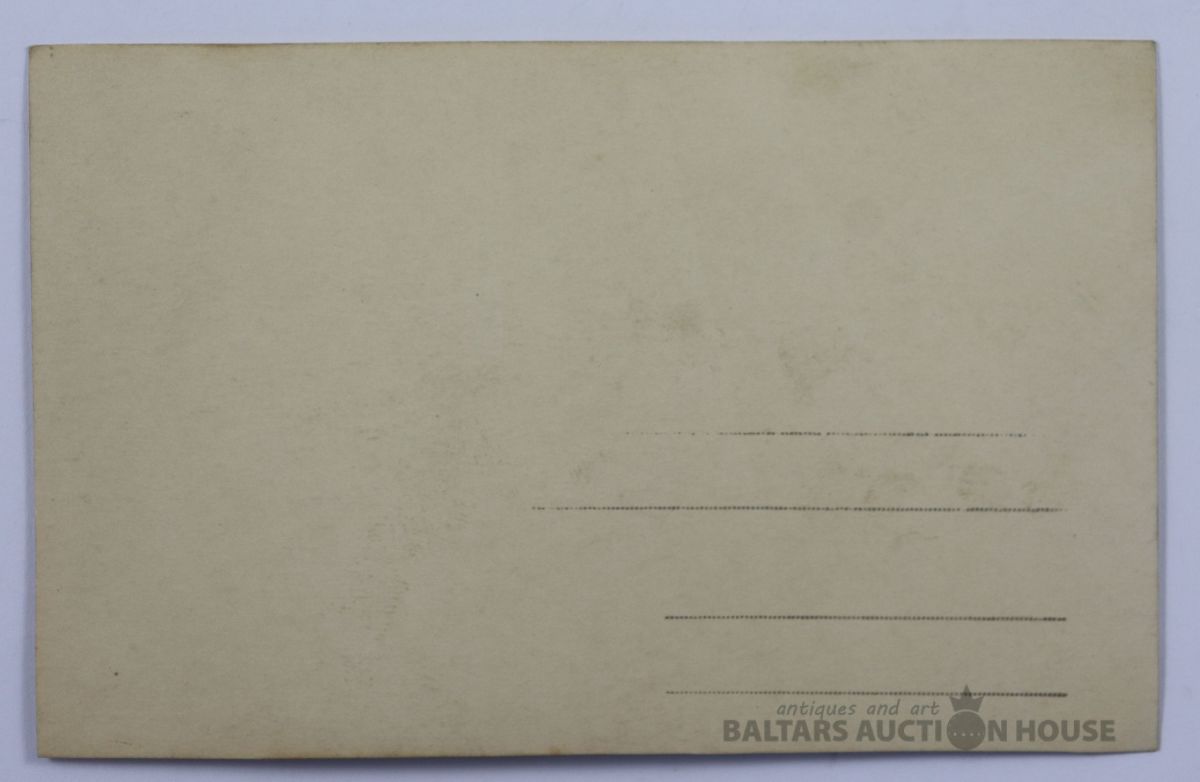 antiques and art
BALTARS AUCTION HOUSE